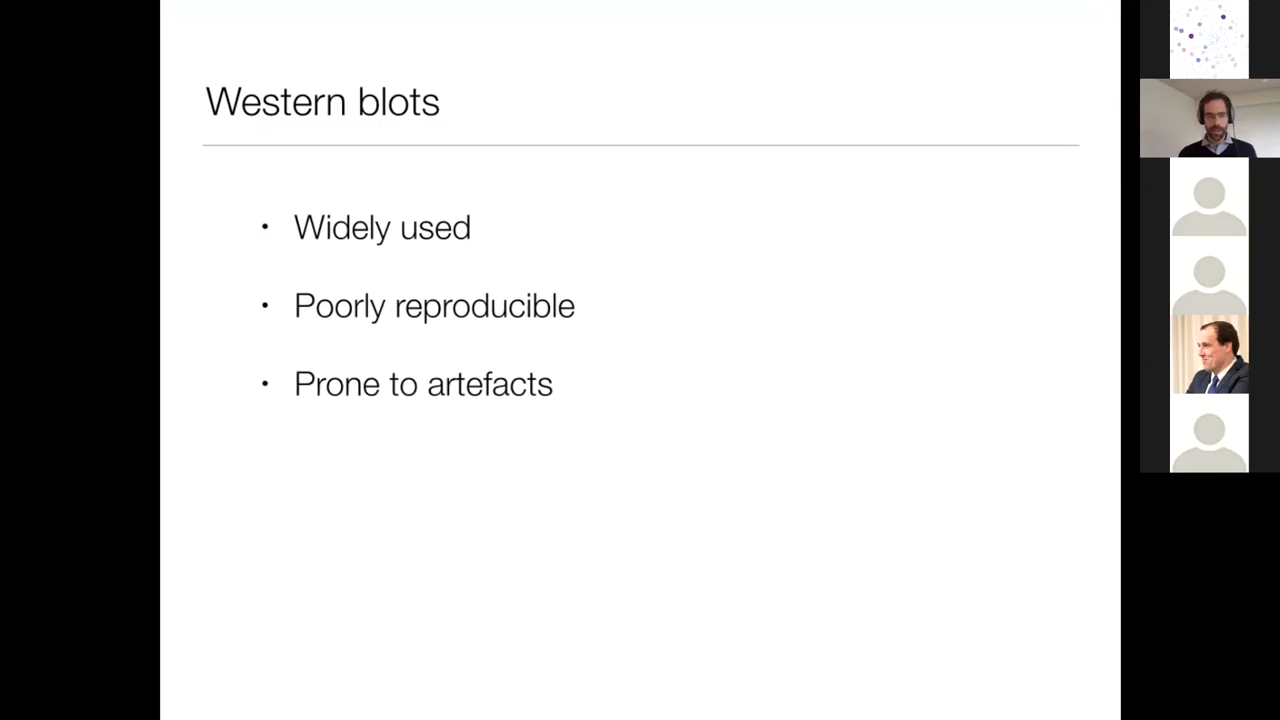 Western blots
• Widely used
• Poorly reproducible
• Prone to artefacts